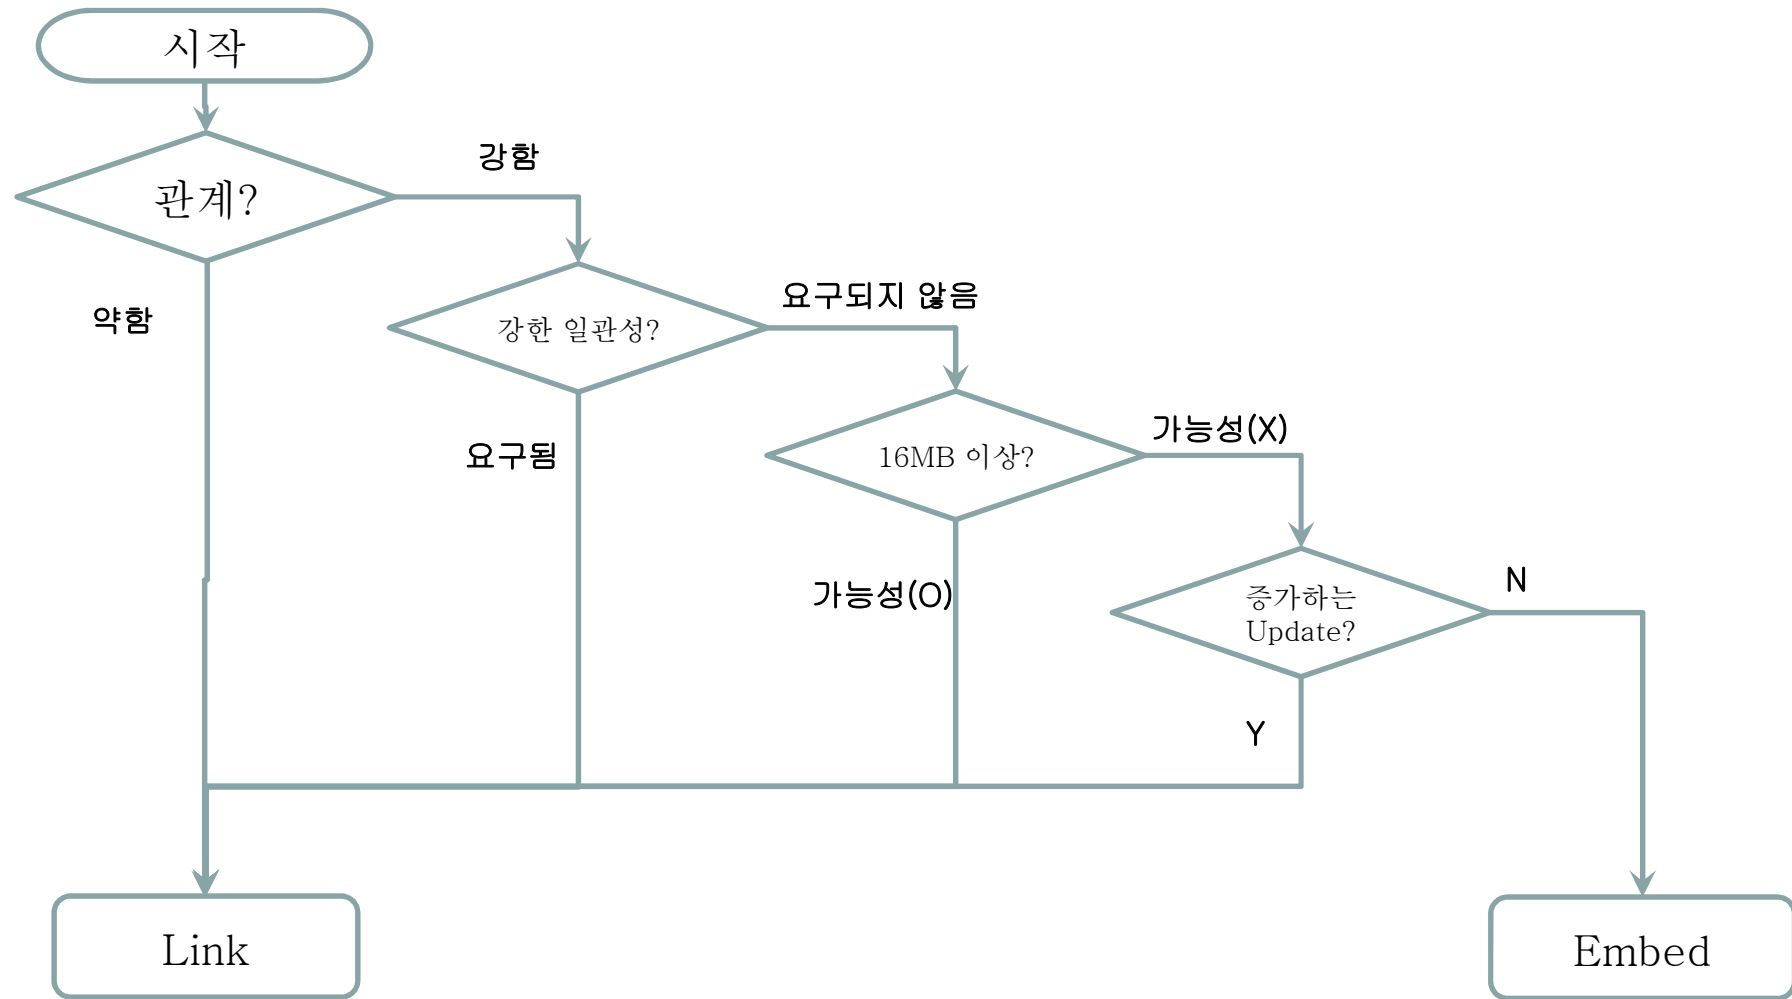 시작
관계?
강함
약함
강한 일관성?
요구되지 않음
요구됨
16MB 이상?
가능성(X)
가능성(O)
증가하는
Update?
N
Y
Link
Embed